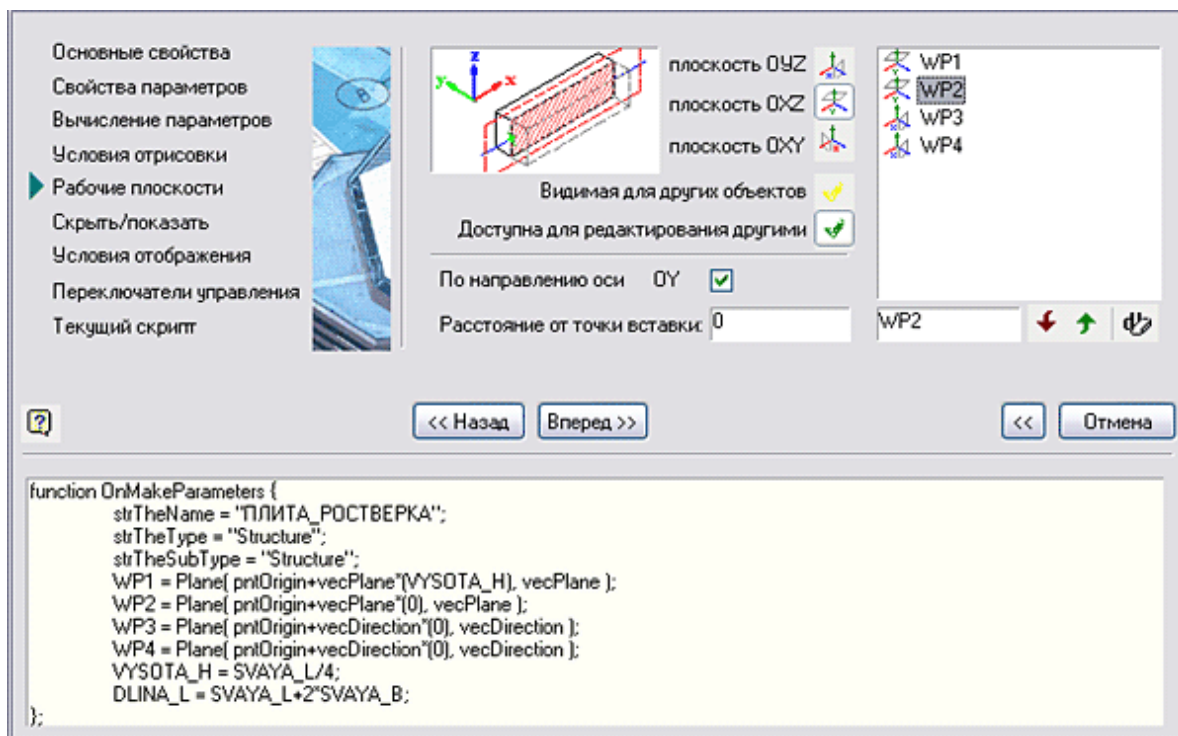 Основные свойства
Свойства параметров
Вычисление параметров
Условия отрисовки
Рабочие плоскости
Скрыть/показать
Условия отображения
Переключатели управления
Текущий скрипт
z
y
x
плоскость OYZ
плоскость OXZ
плоскость OXY
Видимая для других объектов
Доступна для редактирования другими
По направлению оси OY
Расстояние от точки вставки: 0
WP1
WP2
WP3
WP4
WP2
<< Назад
Вперед >>
<<
Отмена
function OnMakeParameters {
strTheName = "ПЛИТА_РОСТВЕРКА";
strTheType = "Structure";
strTheSubType = "Structure";
WP1 = Plane( pntOrigin+vecPlane*(VYSOTA_H), vecPlane );
WP2 = Plane( pntOrigin+vecPlane*(0), vecPlane );
WP3 = Plane( pntOrigin+vecDirection*(0), vecDirection );
WP4 = Plane( pntOrigin+vecDirection*(0), vecDirection );
VYSOTA_H = SVAYA_L/4;
DLINA_L = SVAYA_L+2*SVAYA_B;
};